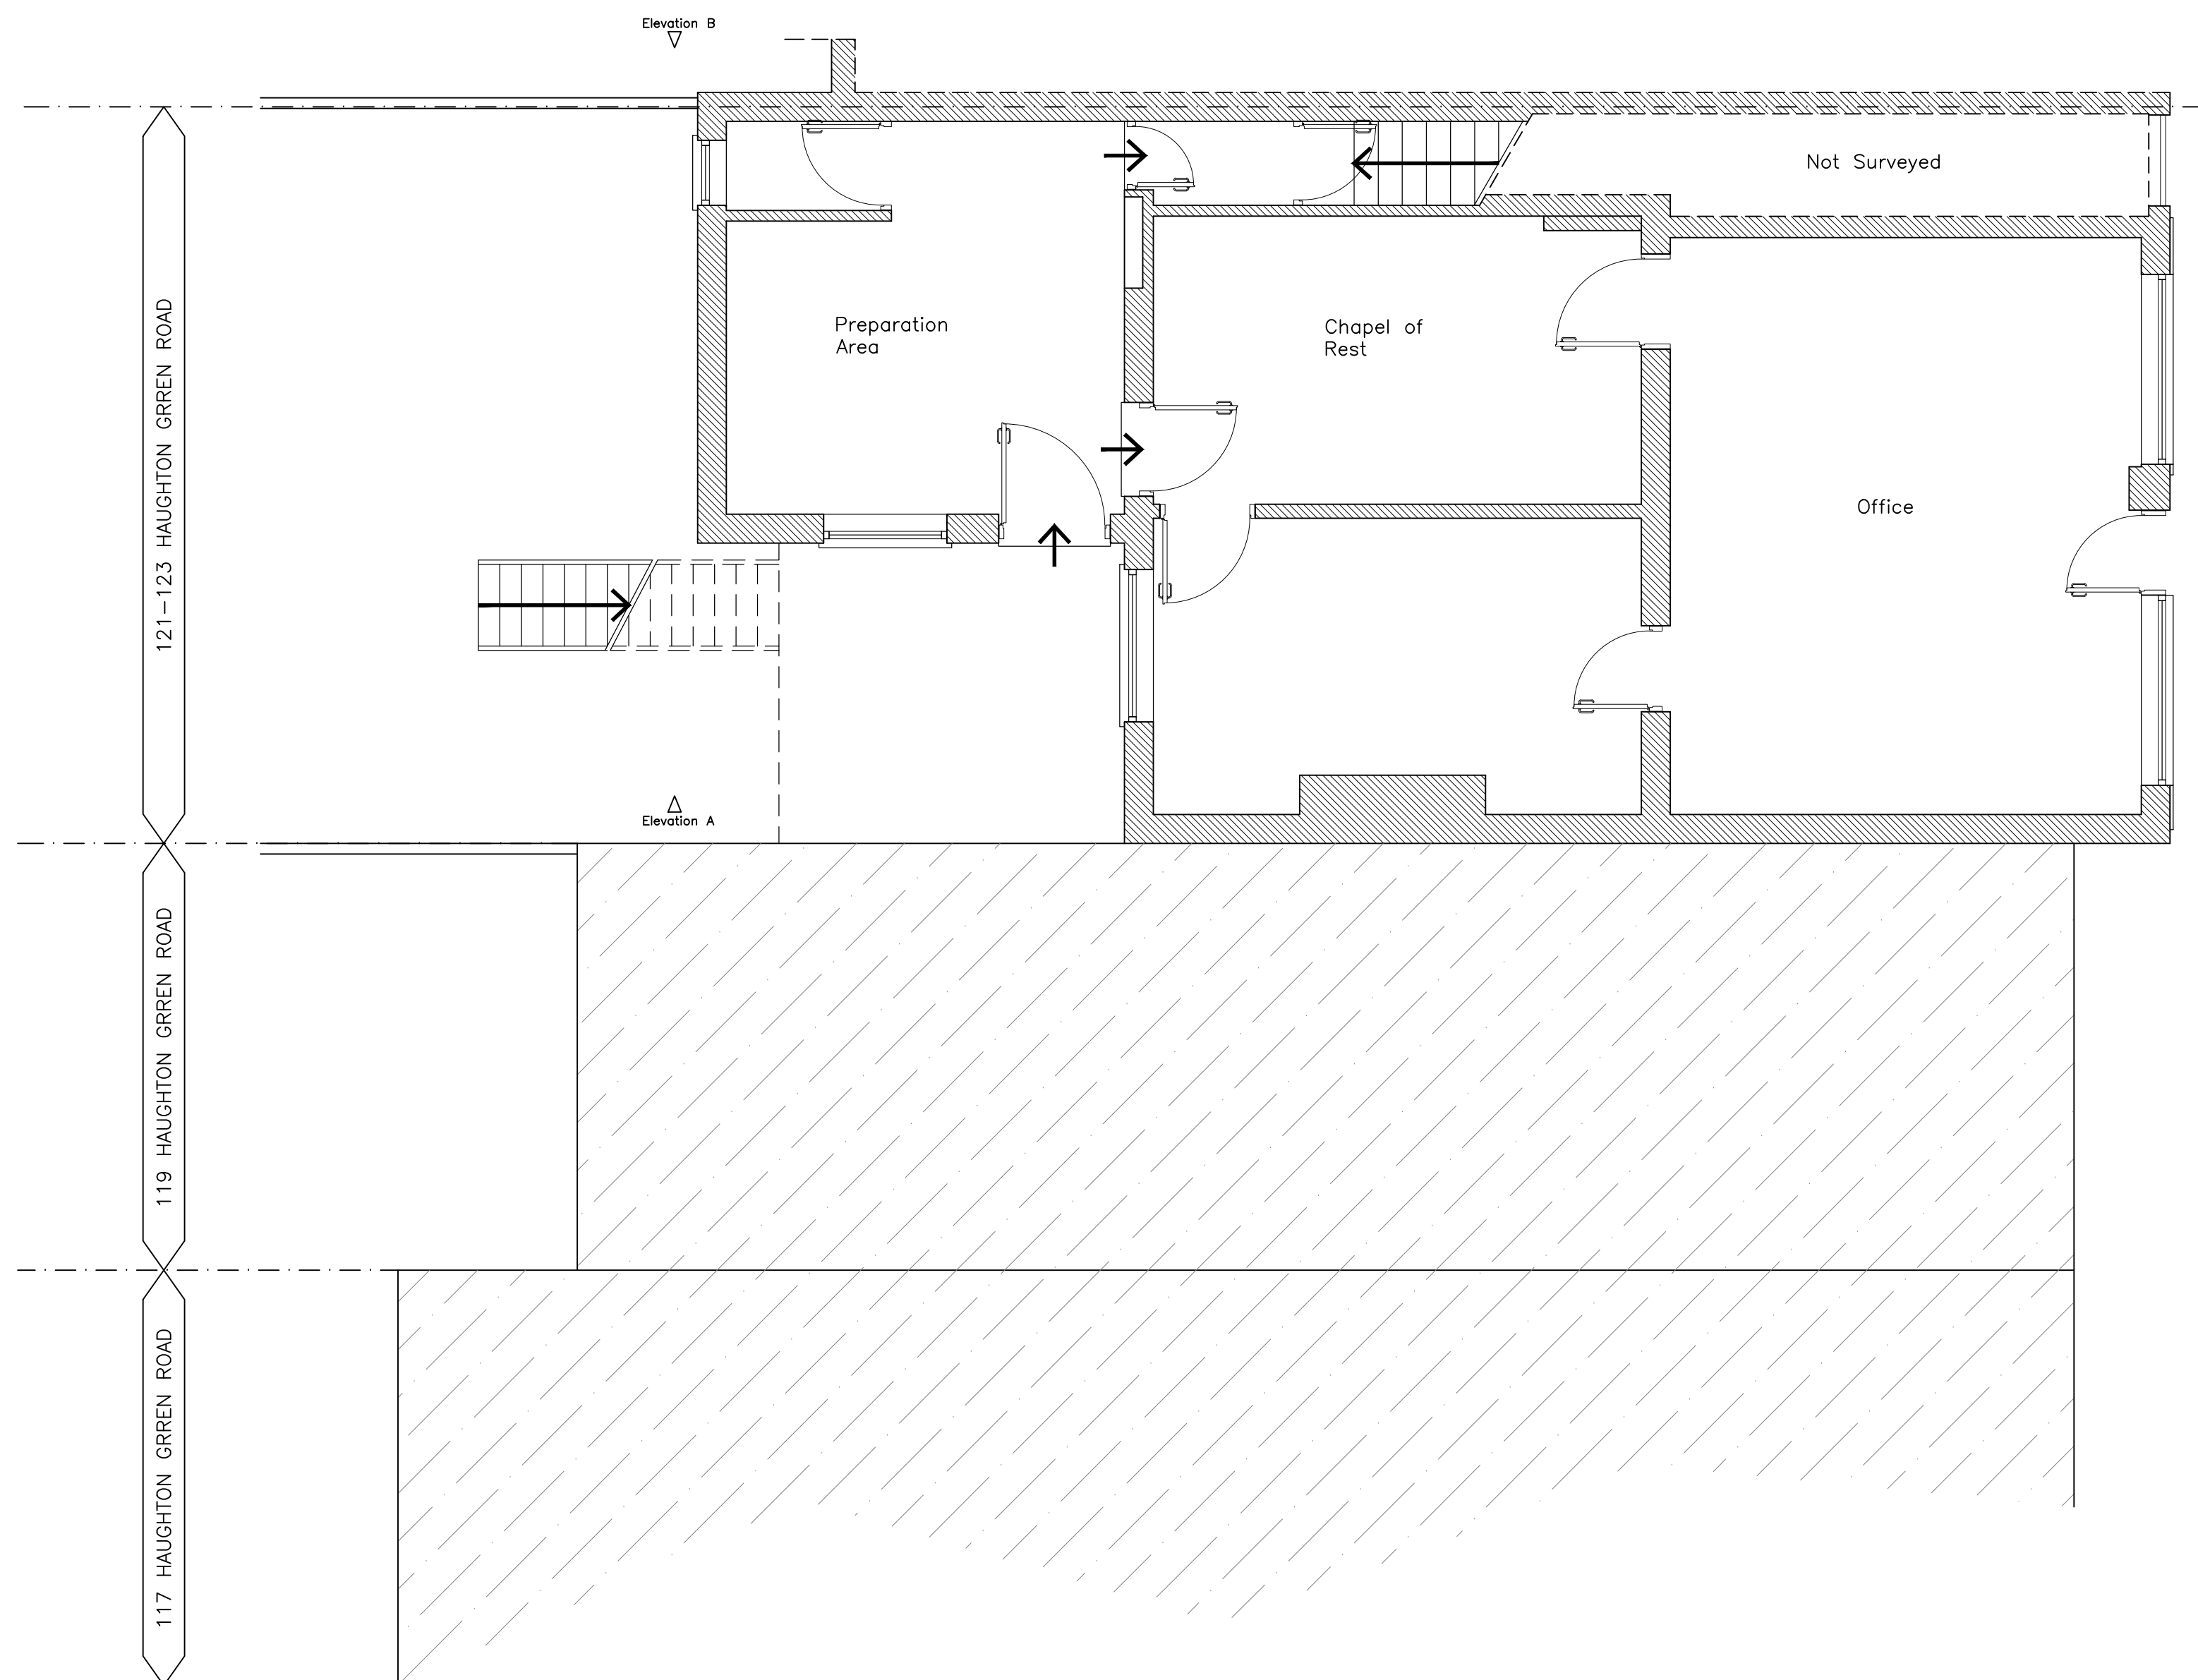 Elevation B
Not Surveyed
Preparation
Area
Chapel of
Rest
Office
Elevation A
121-123 HAUGHTON GRREN ROAD
119 HAUGHTON GRREN ROAD
117 HAUGHTON GRREN ROAD